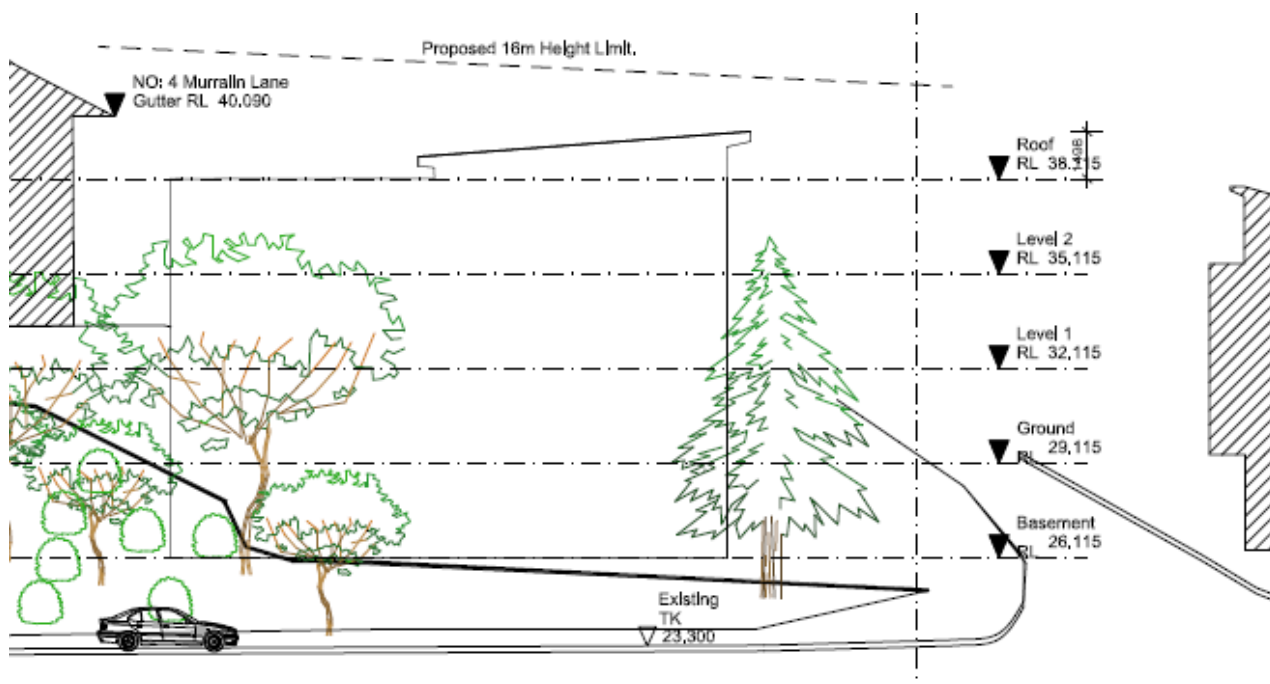 Proposed 16m Height Limit.
NO: 4 Murralin Lane
Gutter RL 40.090
Roof
RL 38,115
1498
Level 2
RL 35,115
Level 1
RL 32,115
Ground
RL 29,115
Basement
RL 26,115
Existing
TK
23,300